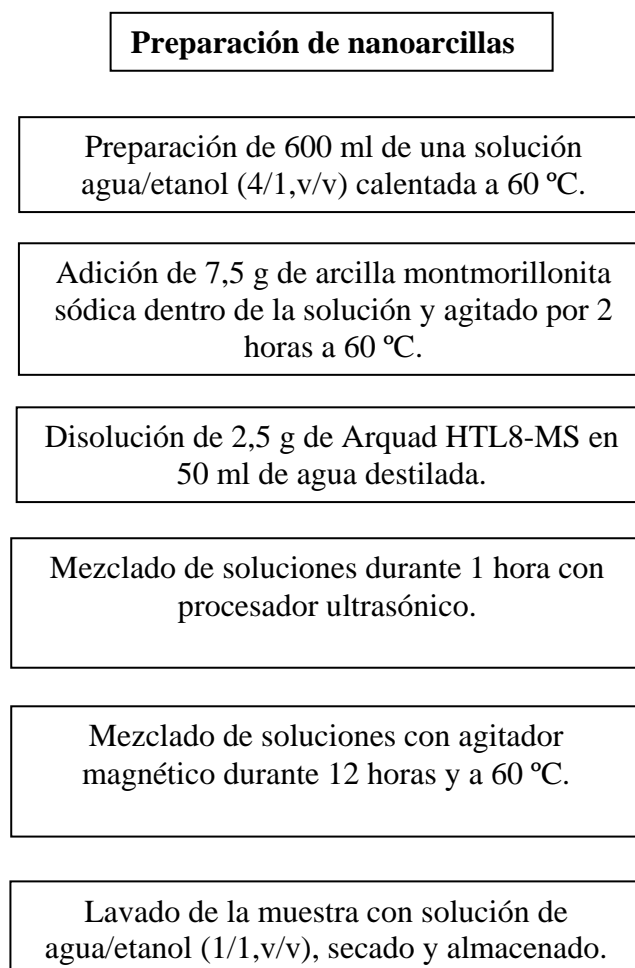 Preparación de nanoarcillas
Preparación de 600 ml de una solución
agua/etanol (4/1,v/v) calentada a 60 ºC.
Adición de 7,5 g de arcilla montmorillonita
sódica dentro de la solución y agitado por 2
horas a 60 ºC.
Disolución de 2,5 g de Arquad HTL8-MS en
50 ml de agua destilada.
Mezclado de soluciones durante 1 hora con
procesador ultrasónico.
Mezclado de soluciones con agitador
magnético durante 12 horas y a 60 ºC.
Lavado de la muestra con solución de
agua/etanol (1/1,v/v), secado y almacenado.